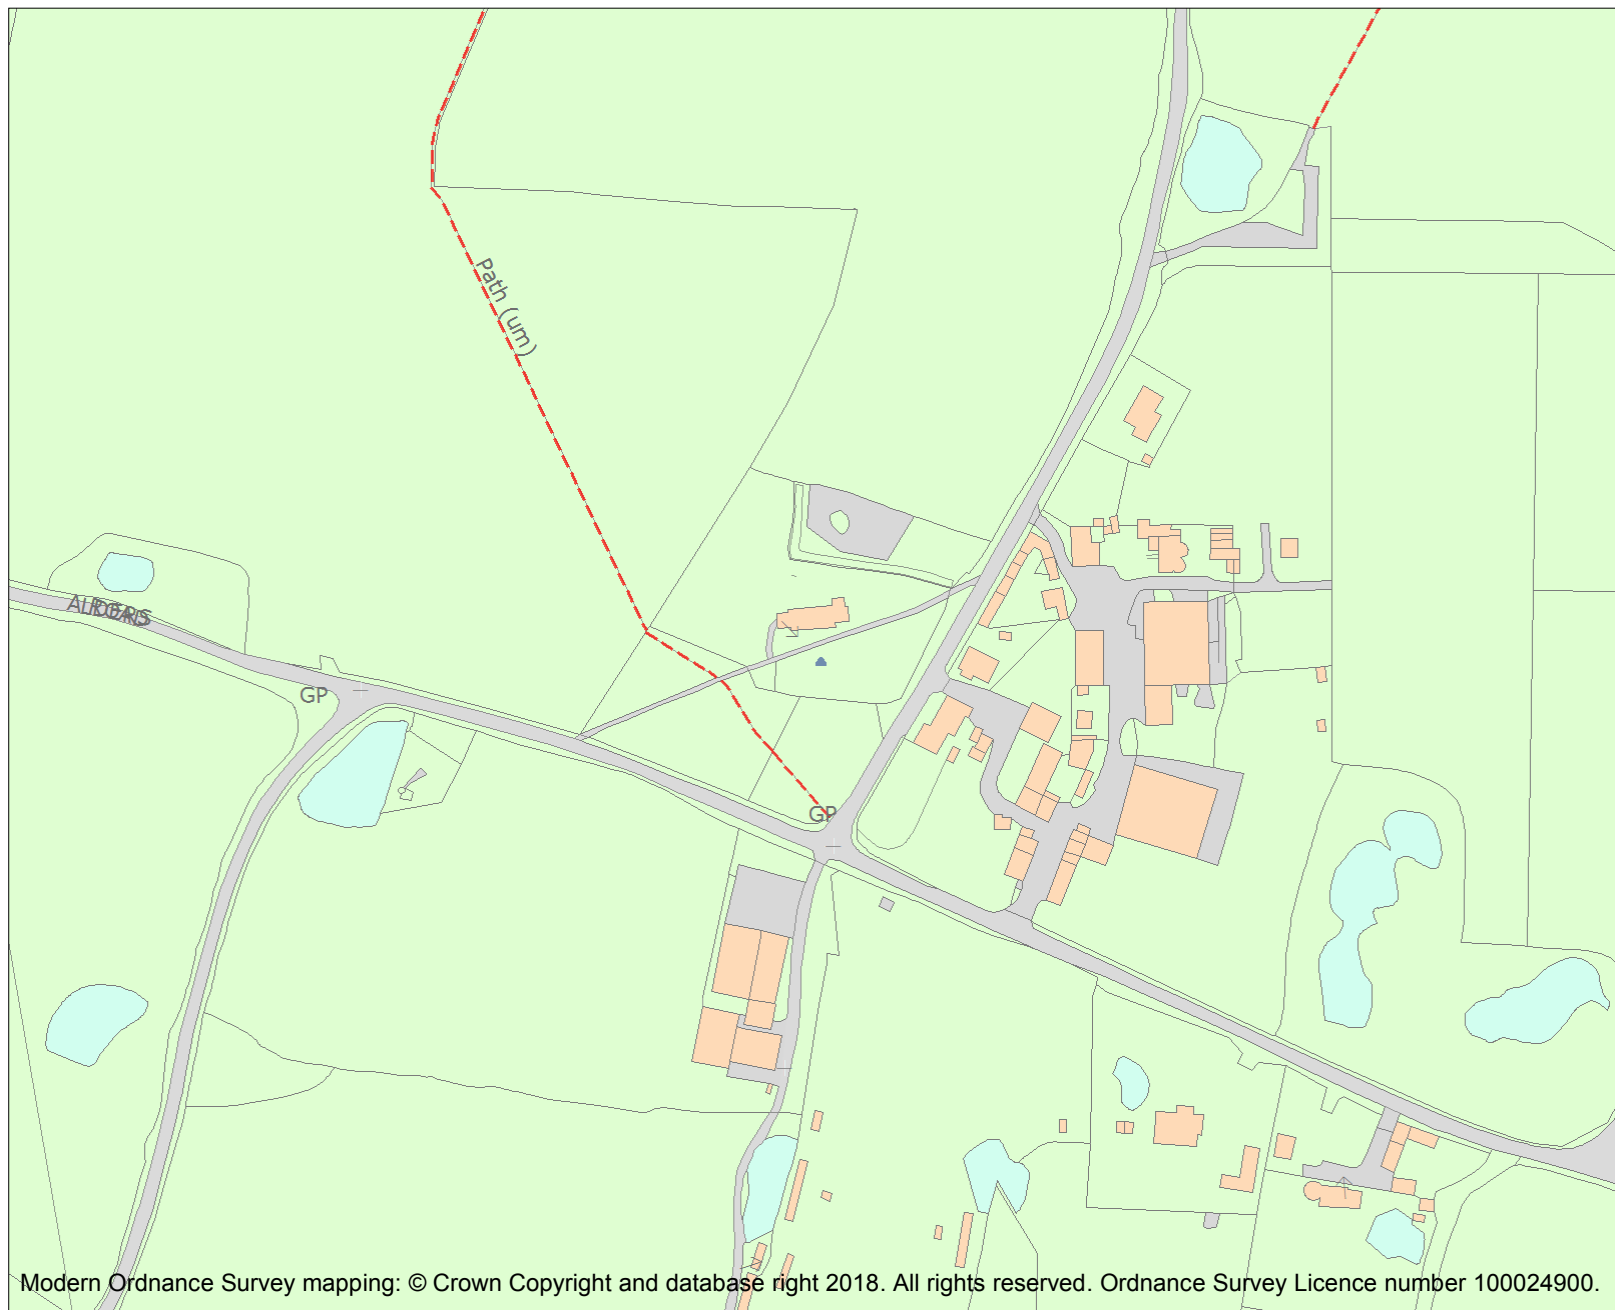 Path (um)
GP
GP
Modern Ordnance Survey mapping: © Crown Copyright and database right 2018. All rights reserved. Ordnance Survey Licence number 100024900.